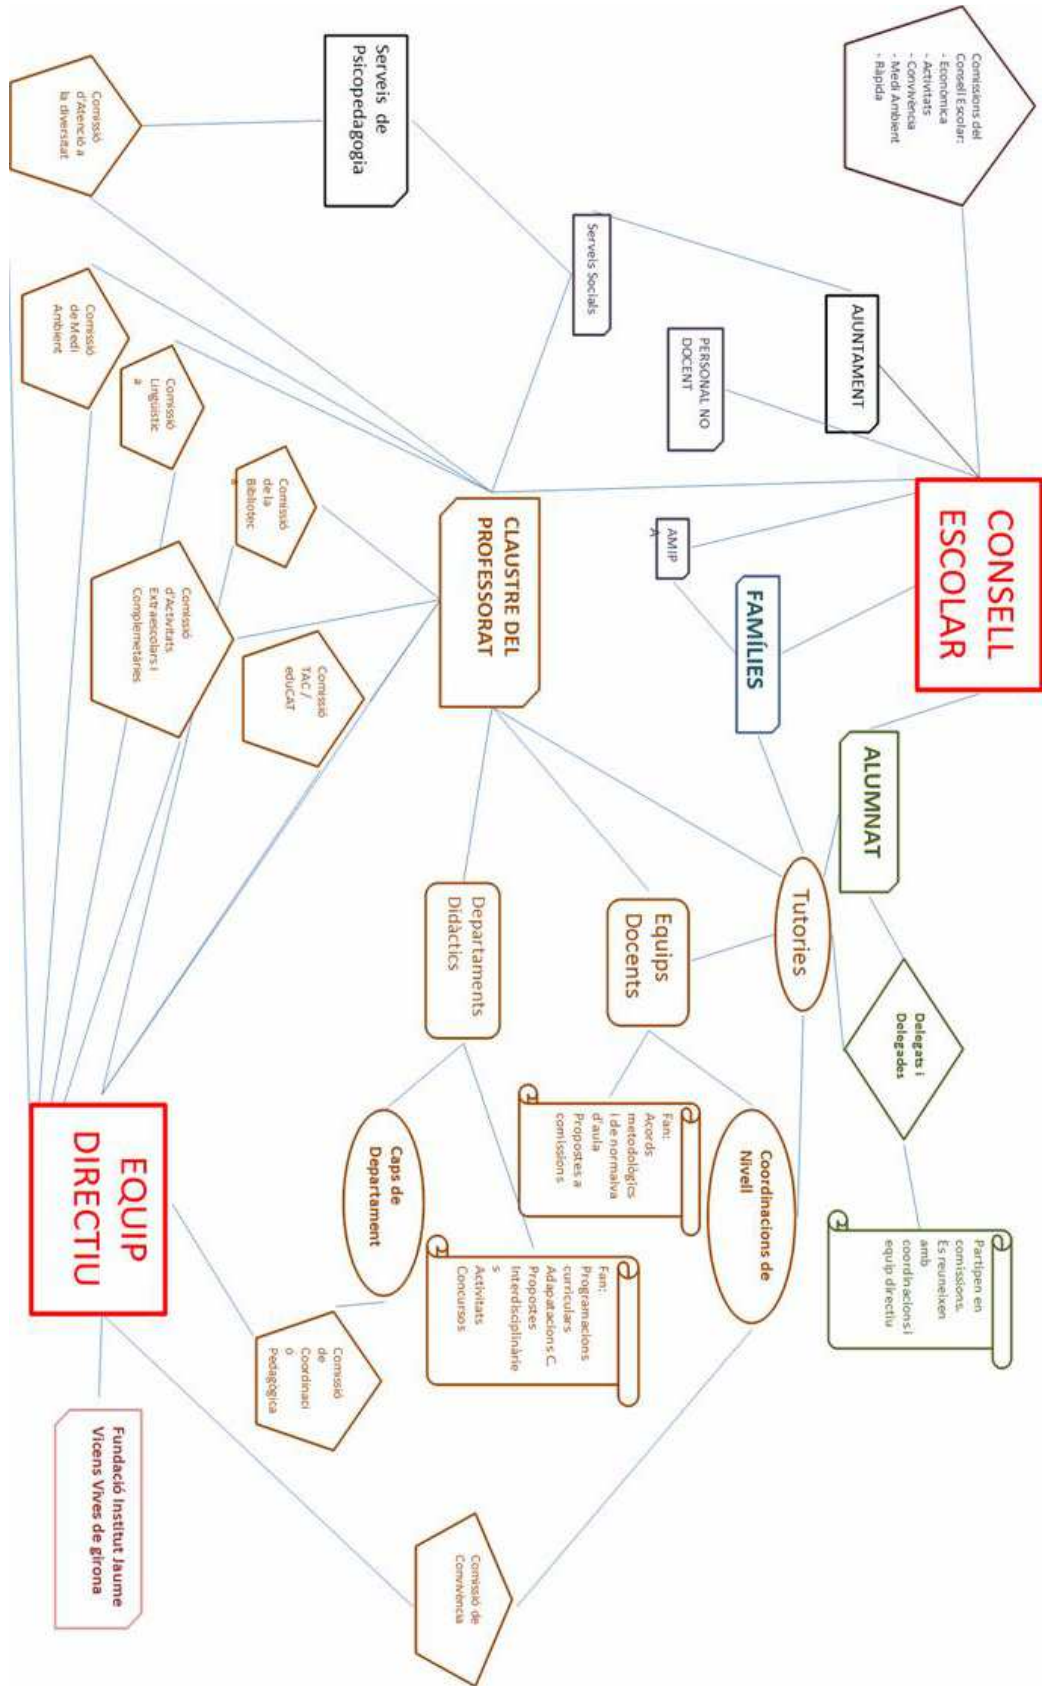 Comissions del
Consell Escolar:
- Econòmica
- Activitats
- Convivència
- Medi Ambient
- Ràpida
CONSELL
ESCOLAR
AJUNTAMENT
ALUMNAT
Delegats i
Delegades
Partipen en
comissions.
Es reuneixen
amb
coordinacions i
equip directiu
PERSONAL NO
DOCENT
FAMÍLIES
Tutories
Coordinacions de
Nivell
Serveis Socials
AMIP
A
Equips
Docents
Fan:
Acords
metodològics
i de normalva
d'aula
Propostes a
comissions
CLAUSTRE DEL
PROFESSORAT
Departaments
Didàctics
Fan:
Programacions
curriculars
Adapatacions C.
Propostes
Interdisciplinàrie
s
Activitats
Concursos
Comissió de
Convivència
Serveis de
Psicopedagogia
Caps de
Departament
Comissió
TAC /
eduCAT
Comissió
de
Coordinaci
ó
Pedagògica
Comissió
de la
Bibliotec
a
Comissió
d'Activitats
Extraescolars i
Complemetàries
Comissió
Lingüístic
a
Comissió
d'Atenció a
la diversitat
Comissió
de Medi
Ambient
EQUIP
DIRECTIU
Fundació Institut Jaume
Vicens Vives de girona